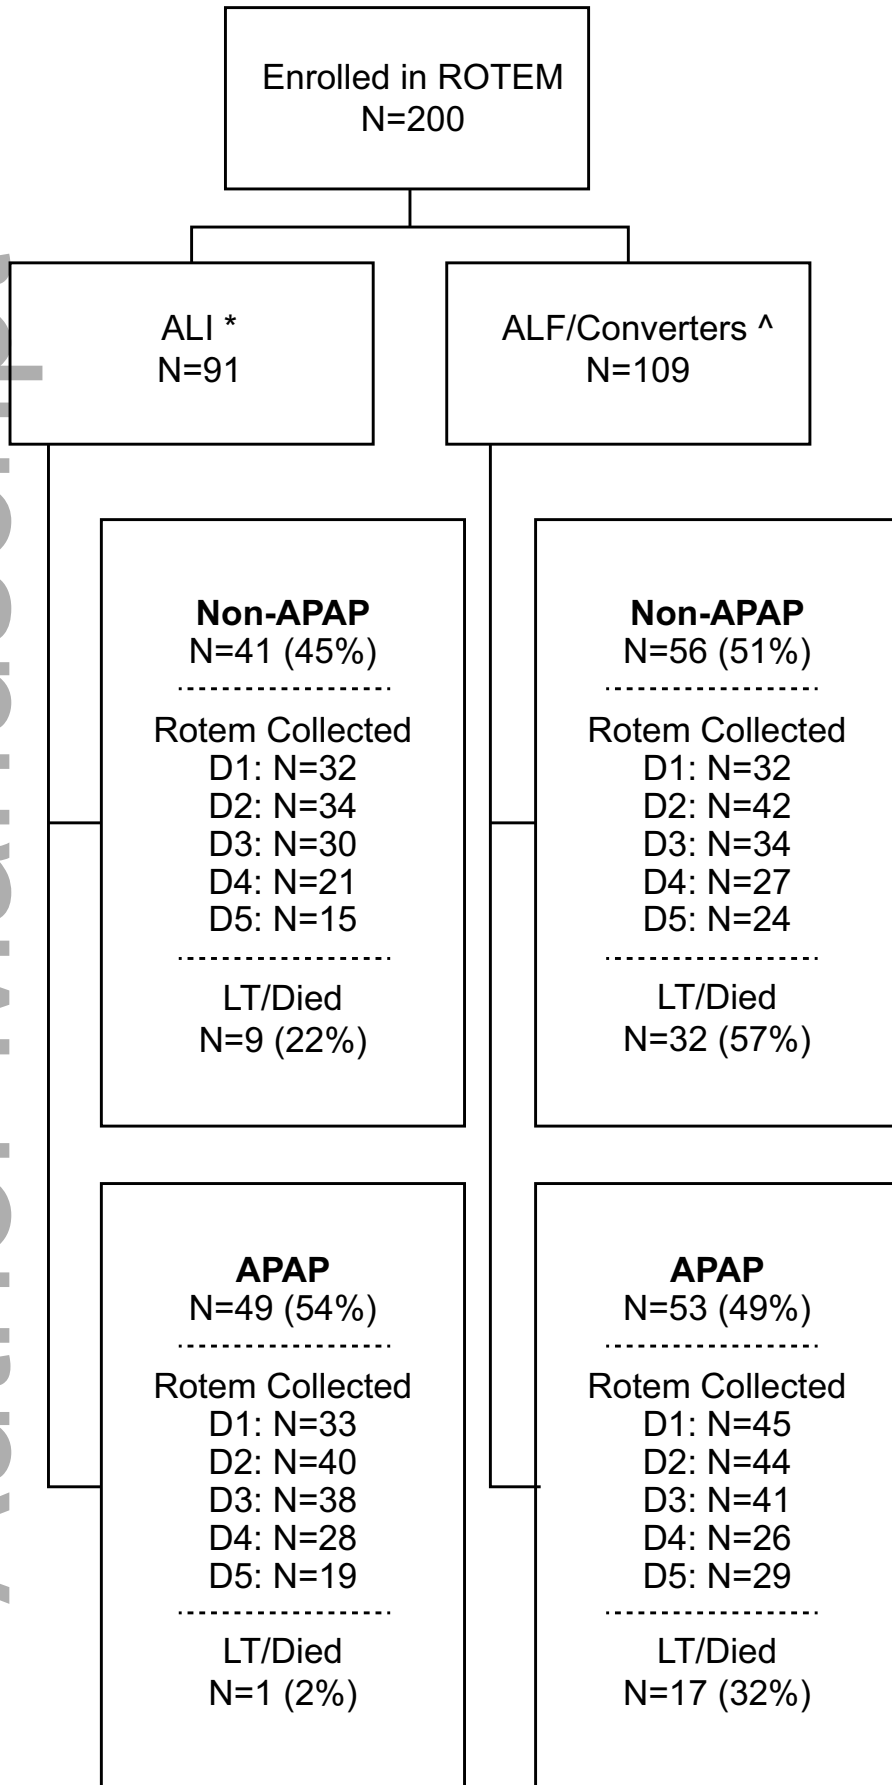 Enrolled in ROTEM
N=200
ALI *
N=91
ALF/Converters ^
N=109
Non-APAP
N=41 (45%)
Rotem Collected
D1: N=32
D2: N=34
D3: N=30
D4: N=21
D5: N=15
LT/Died
N=9 (22%)
Non-APAP
N=56 (51%)
Rotem Collected
D1: N=32
D2: N=42
D3: N=34
D4: N=27
D5: N=24
LT/Died
N=32 (57%)
APAP
N=49 (54%)
Rotem Collected
D1: N=33
D2: N=40
D3: N=38
D4: N=28
D5: N=19
LT/Died
N=1 (2%)
APAP
N=53 (49%)
Rotem Collected
D1: N=45
D2: N=44
D3: N=41
D4: N=26
D5: N=29
LT/Died
N=17 (32%)